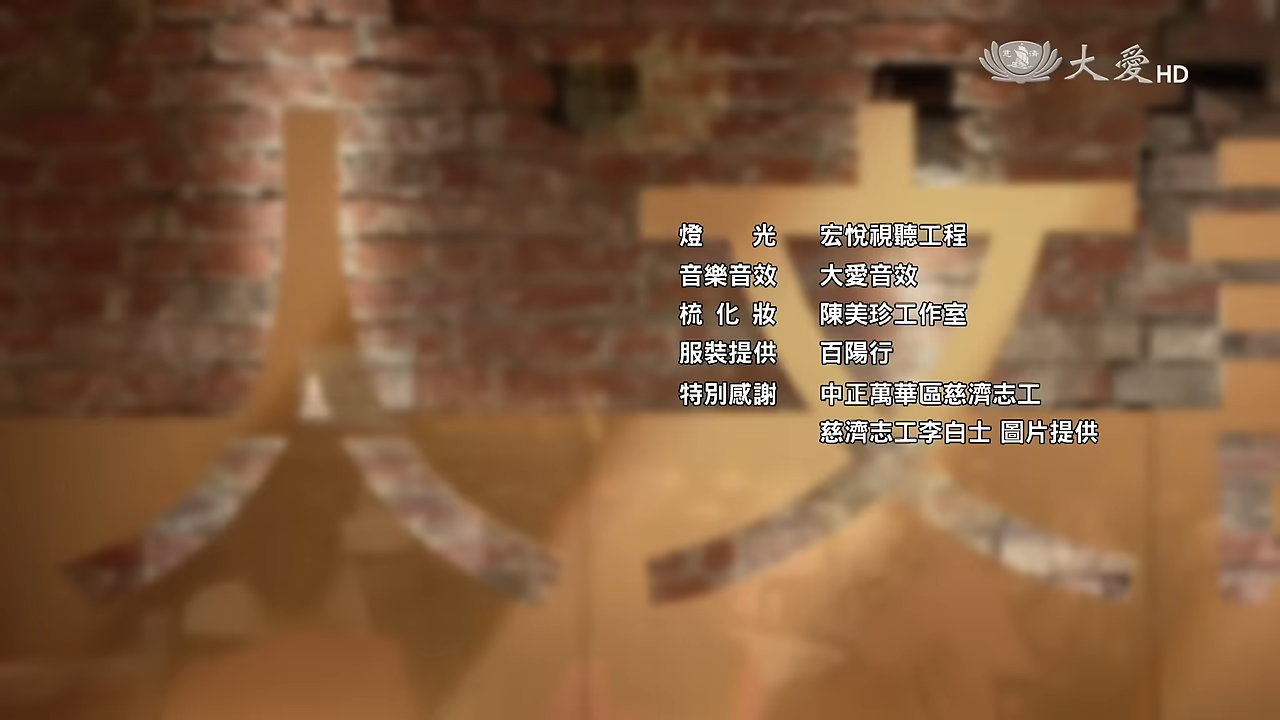 大愛HD
人文
燈　　光　宏悅視聽工程
音樂音效　大愛音效
梳 化 妝　陳美珍工作室
服裝提供　百陽行
特別感謝　中正萬華區慈濟志工
慈濟志工李自士 圖片提供